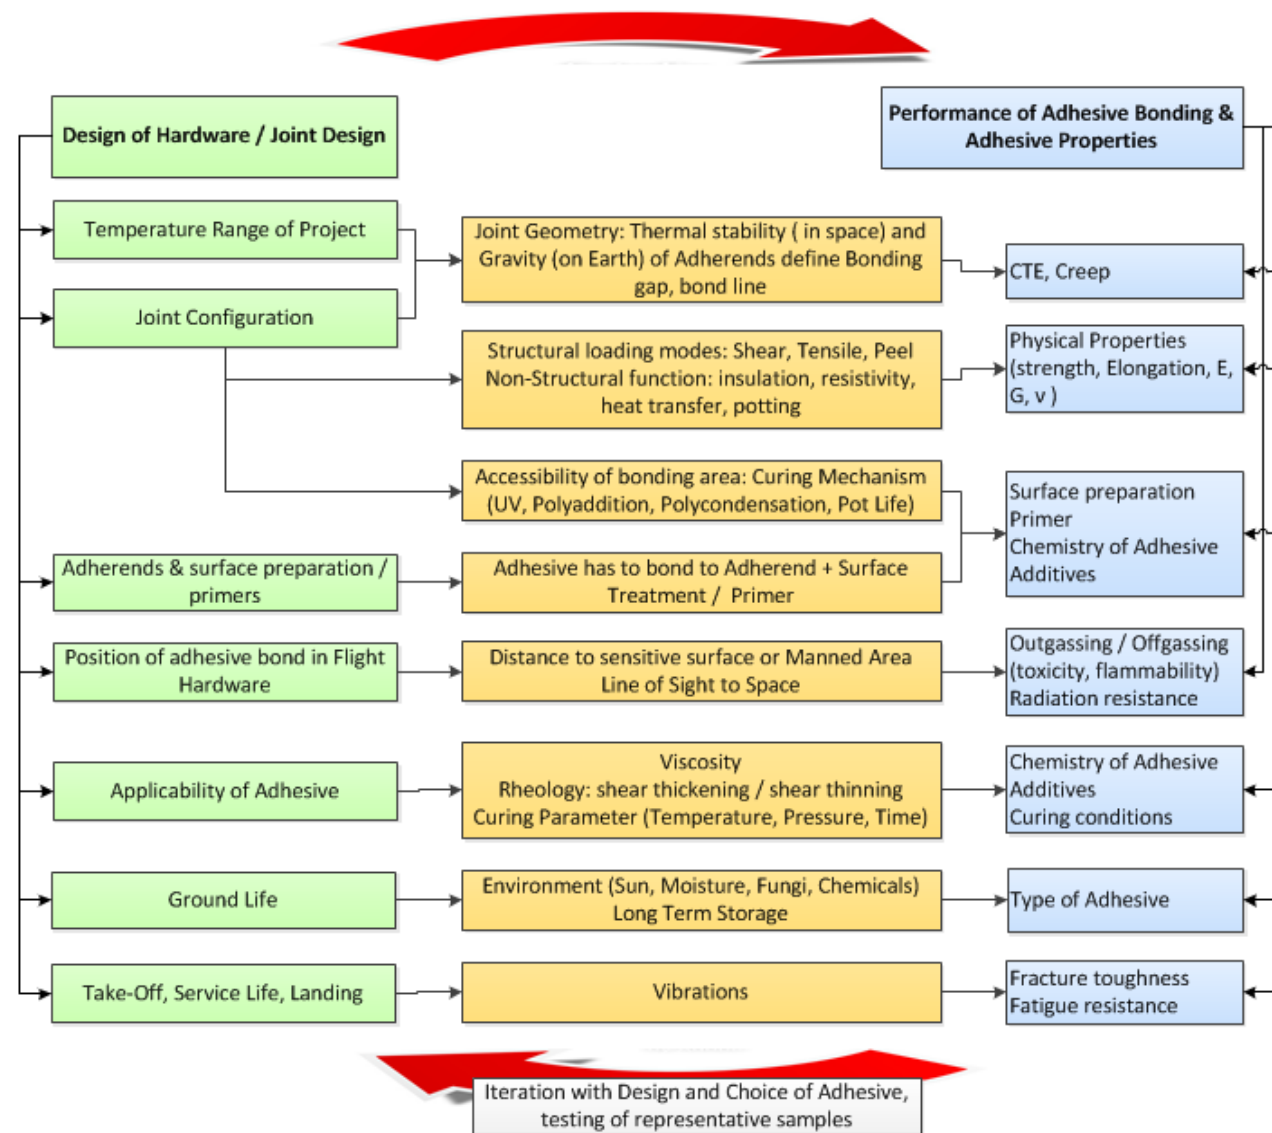 Design of Hardware / Joint Design
Performance of Adhesive Bonding &
Adhesive Properties
Temperature Range of Project
Joint Configuration
Joint Geometry: Thermal stability ( in space) and
Gravity (on Earth) of Adherends define Bonding
gap, bond line
CTE, Creep
Structural loading modes: Shear, Tensile, Peel
Non-Structural function: insulation, resistivity,
heat transfer, potting
Physical Properties
(strength, Elongation, E,
G, v )
Accessibility of bonding area: Curing Mechanism
(UV, Polyaddition, Polycondensation, Pot Life)
Surface preparation
Primer
Chemistry of Adhesive
Additives
Adherends & surface preparation /
primers
Adhesive has to bond to Adherend + Surface
Treatment /  Primer
Position of adhesive bond in Flight
Hardware
Distance to sensitive surface or Manned Area
Line of Sight to Space
Outgassing / Offgassing
(toxicity, flammability)
Radiation resistance
Applicability of Adhesive
Viscosity
Rheology: shear thickening / shear thinning
Curing Parameter (Temperature, Pressure, Time)
Chemistry of Adhesive
Additives
Curing conditions
Ground Life
Environment (Sun, Moisture, Fungi, Chemicals)
Long Term Storage
Type of Adhesive
Take-Off, Service Life, Landing
Vibrations
Fracture toughness
Fatigue resistance
Iteration with Design and Choice of Adhesive,
testing of representative samples